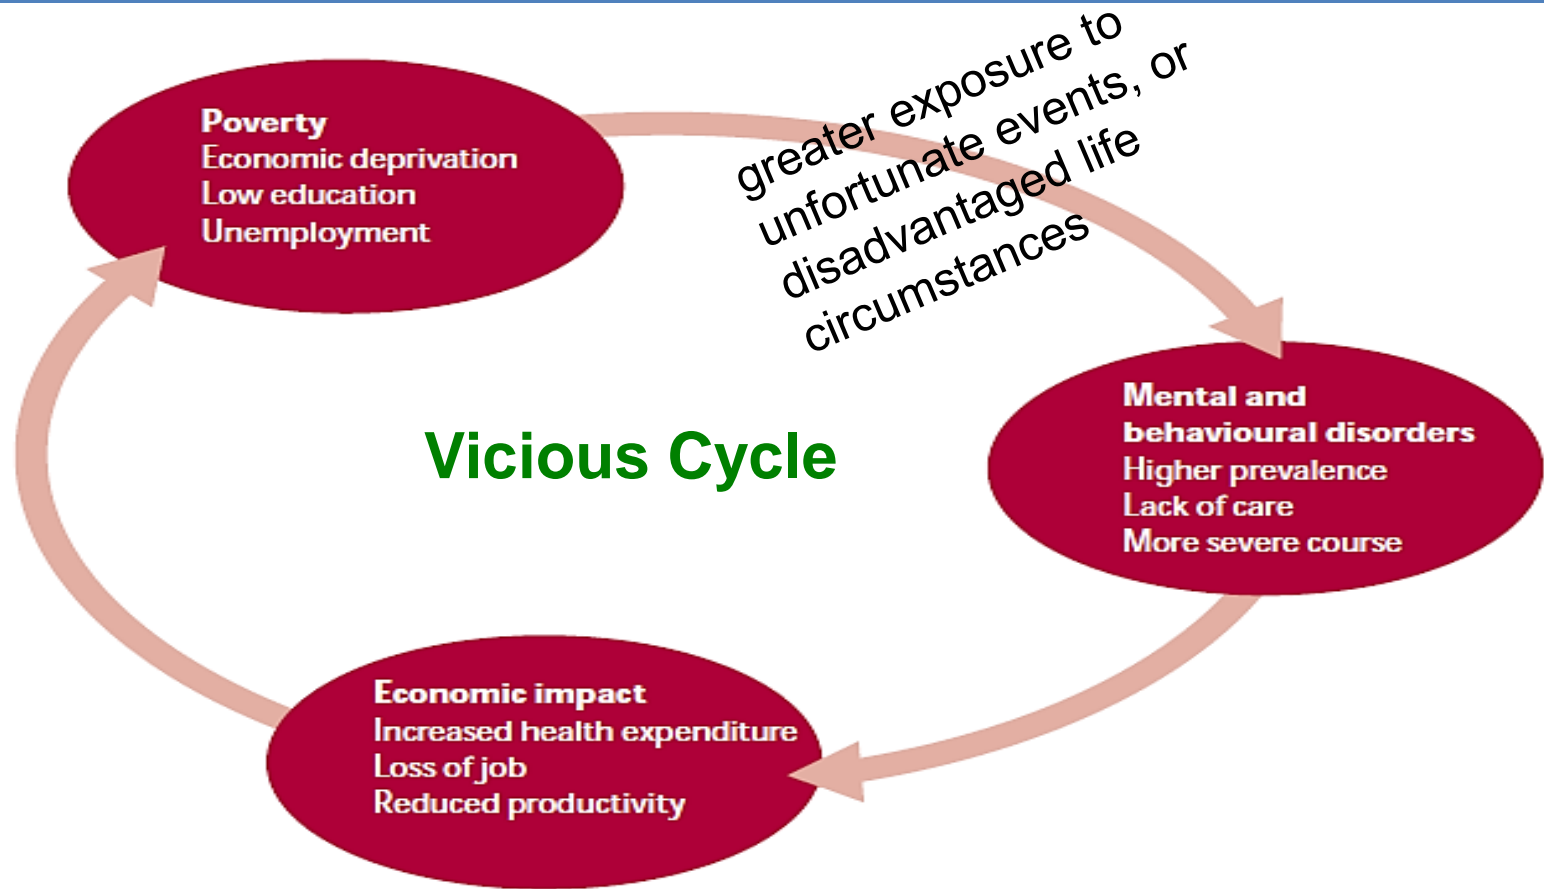 Poverty
Economic deprivation
Low education
Unemployment
greater exposure to
unfortunate events, or
disadvantaged life
circumstances
Mental and
behavioural disorders
Higher prevalence
Lack of care
More severe course
Vicious Cycle
Economic impact
Increased health expenditure
Loss of job
Reduced productivity